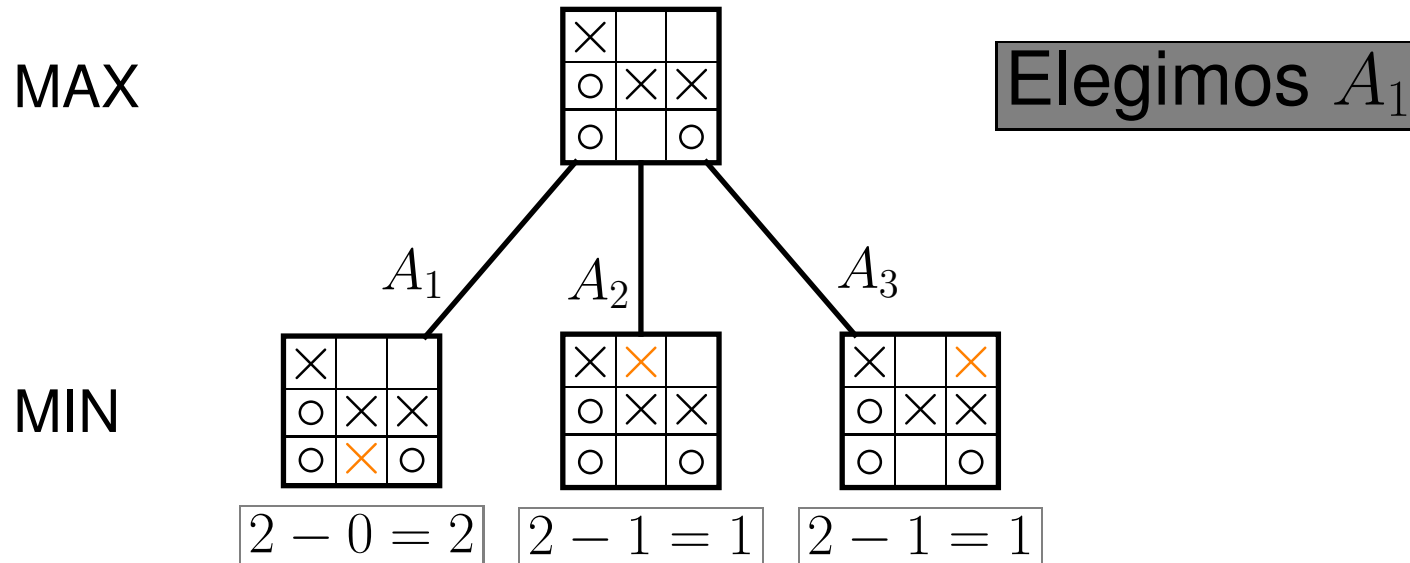 MAX
Elegimos A₁
A₁
A₂
A₃
MIN
2 − 0 = 2
2 − 1 = 1
2 − 1 = 1